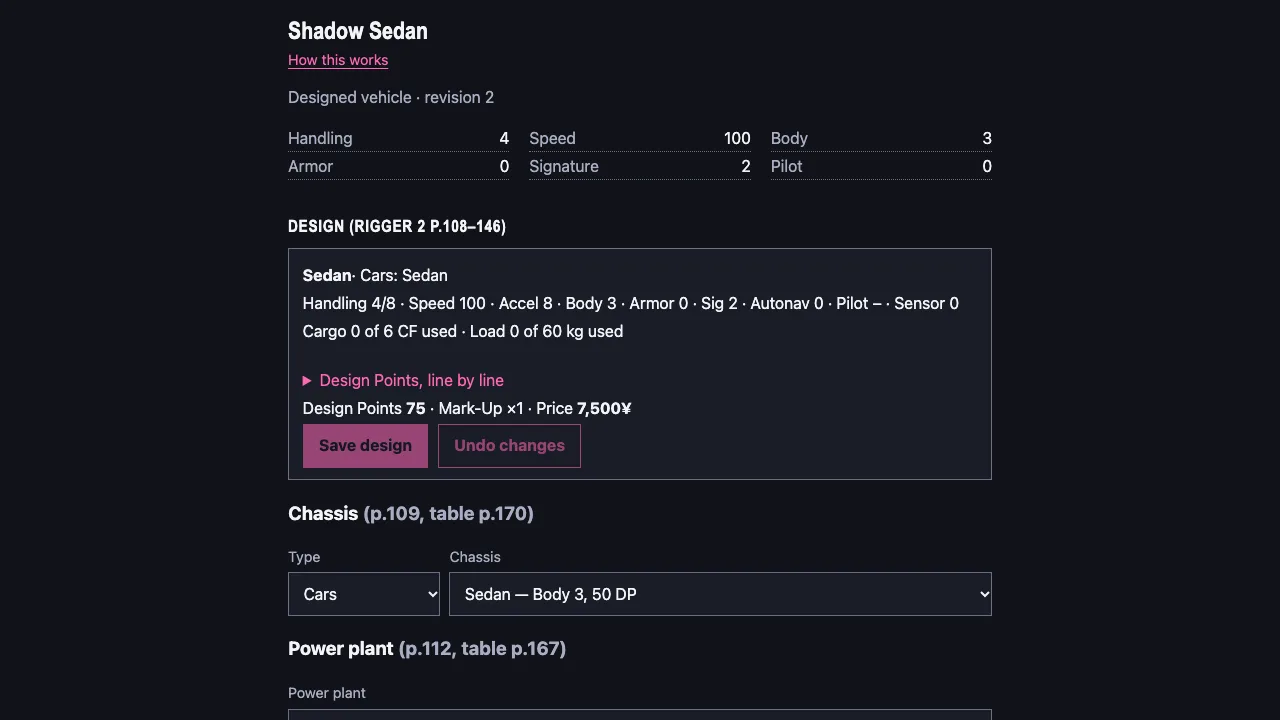 Shadow Sedan
How this works
Designed vehicle · revision 2
Handling 4 Speed 100 Body 3
Armor 0 Signature 2 Pilot 0
DESIGN (RIGGER 2 P.108–146)
Sedan· Cars: Sedan
Handling 4/8 · Speed 100 · Accel 8 · Body 3 · Armor 0 · Sig 2 · Autonav 0 · Pilot – · Sensor 0
Cargo 0 of 6 CF used · Load 0 of 60 kg used
▶ Design Points, line by line
Design Points 75 · Mark-Up ×1 · Price 7,500¥
Save design Undo changes
Chassis (p.109, table p.170)
Type Chassis
Cars Sedan — Body 3, 50 DP
Power plant (p.112, table p.167)
Power plant